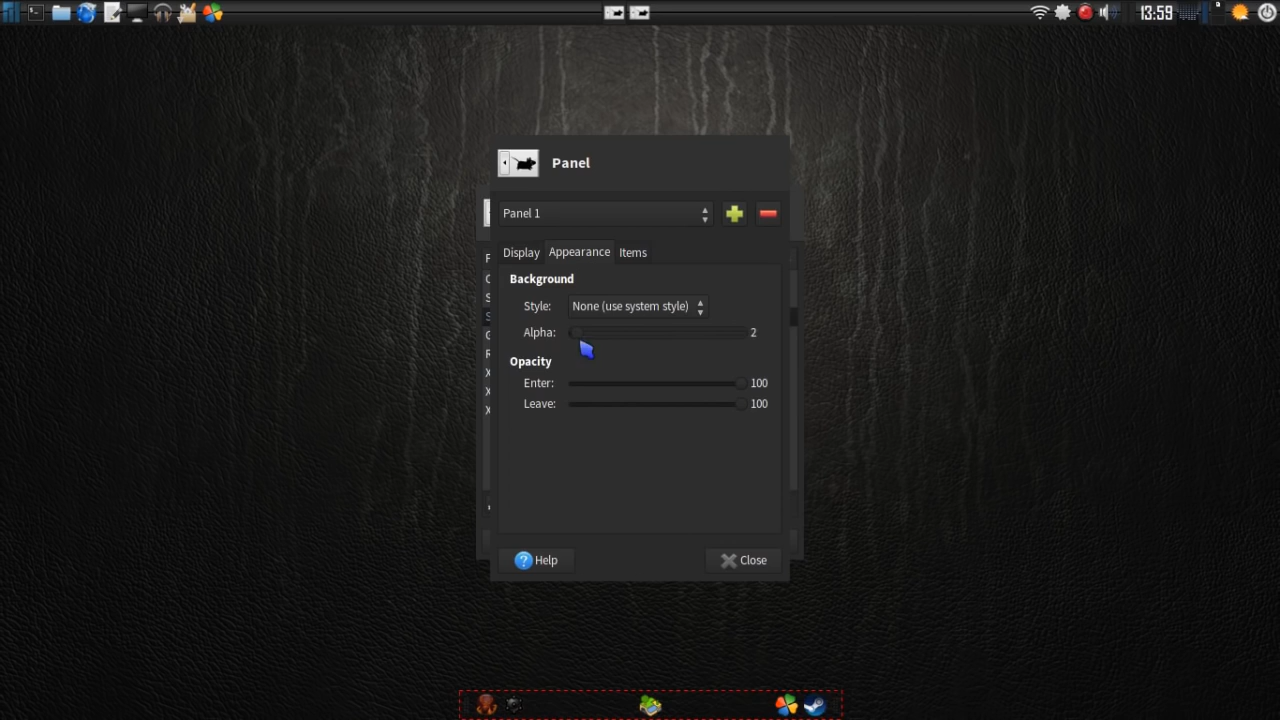 13:59
Panel
Panel 1
Display Appearance Items
Background
Style: None (use system style)
Alpha: 2
Opacity
Enter: 100
Leave: 100
Help Close